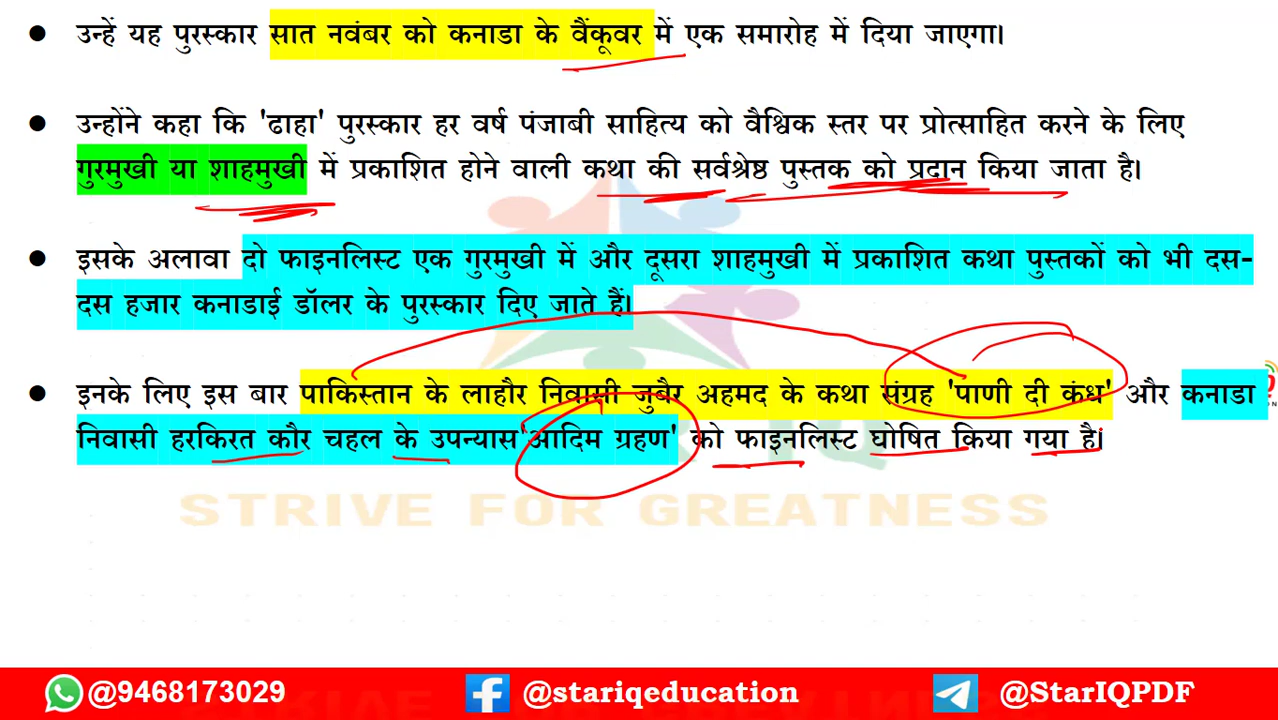 उन्हें यह पुरस्कार सात नवंबर को कनाडा के वैंकूवर में एक समारोह में दिया जाएगा।
उन्होंने कहा कि 'ढाहा' पुरस्कार हर वर्ष पंजाबी साहित्य को वैश्विक स्तर पर प्रोत्साहित करने के लिए
गुरमुखी या शाहमुखी में प्रकाशित होने वाली कथा की सर्वश्रेष्ठ पुस्तक को प्रदान किया जाता है।
इसके अलावा दो फाइनलिस्ट एक गुरमुखी में और दूसरा शाहमुखी में प्रकाशित कथा पुस्तकों को भी दस-
दस हजार कनाडाई डॉलर के पुरस्कार दिए जाते हैं।
इनके लिए इस बार पाकिस्तान के लाहौर निवासी जुबैर अहमद के कथा संग्रह 'पाणी दी कंध' और कनाडा
निवासी हरकिरत कौर चहल के उपन्यास'आदिम ग्रहण' को फाइनलिस्ट घोषित किया गया है।
STRIVE FOR GREATNESS
@9468173029 @stariqeducation @StarIQPDF